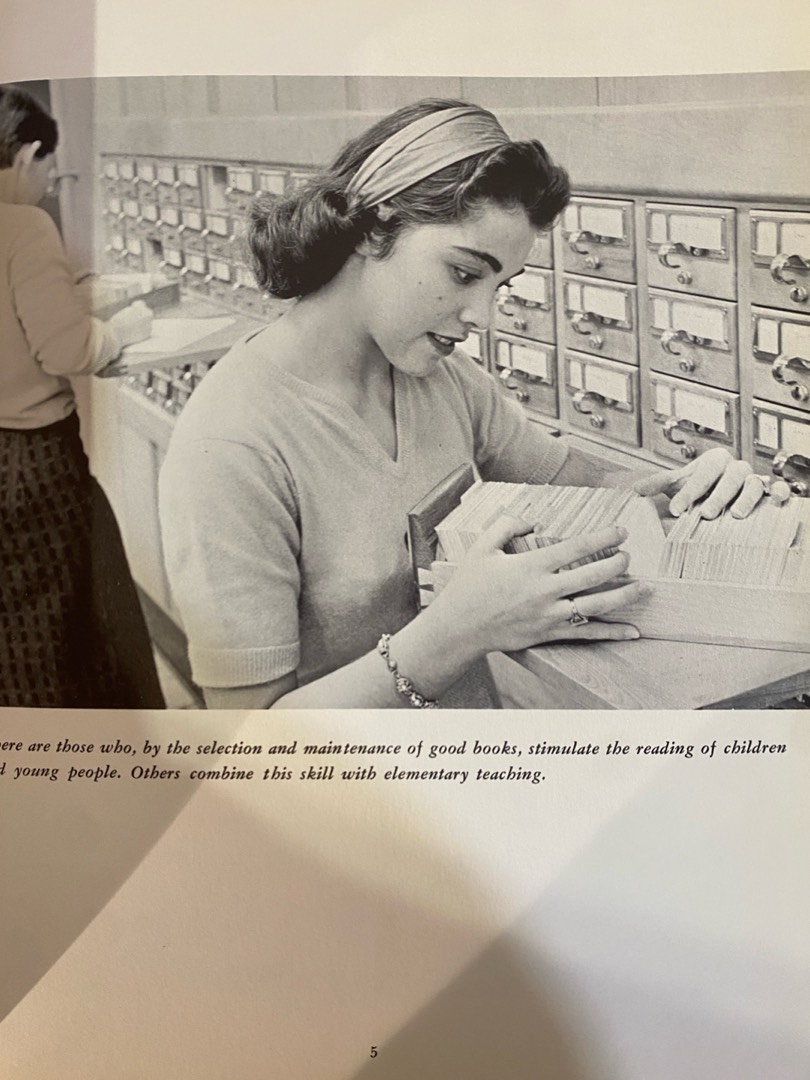 ere are those who, by the selection and maintenance of good books, stimulate the reading of children
d young people. Others combine this skill with elementary teaching.
5